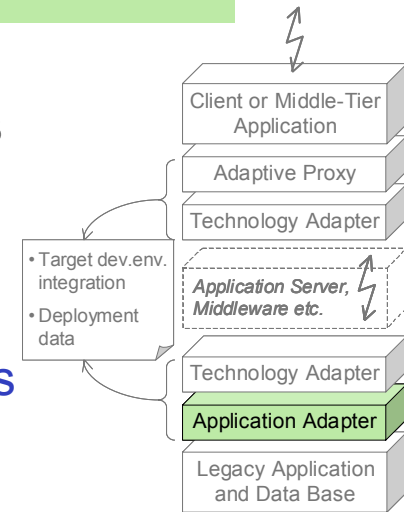 Client or Middle-Tier
Application
Adaptive Proxy
Technology Adapter
• Target dev.env.
integration
• Deployment
data
Application Server,
Middleware etc.
Technology Adapter
Application Adapter
Legacy Application
and Data Base
s